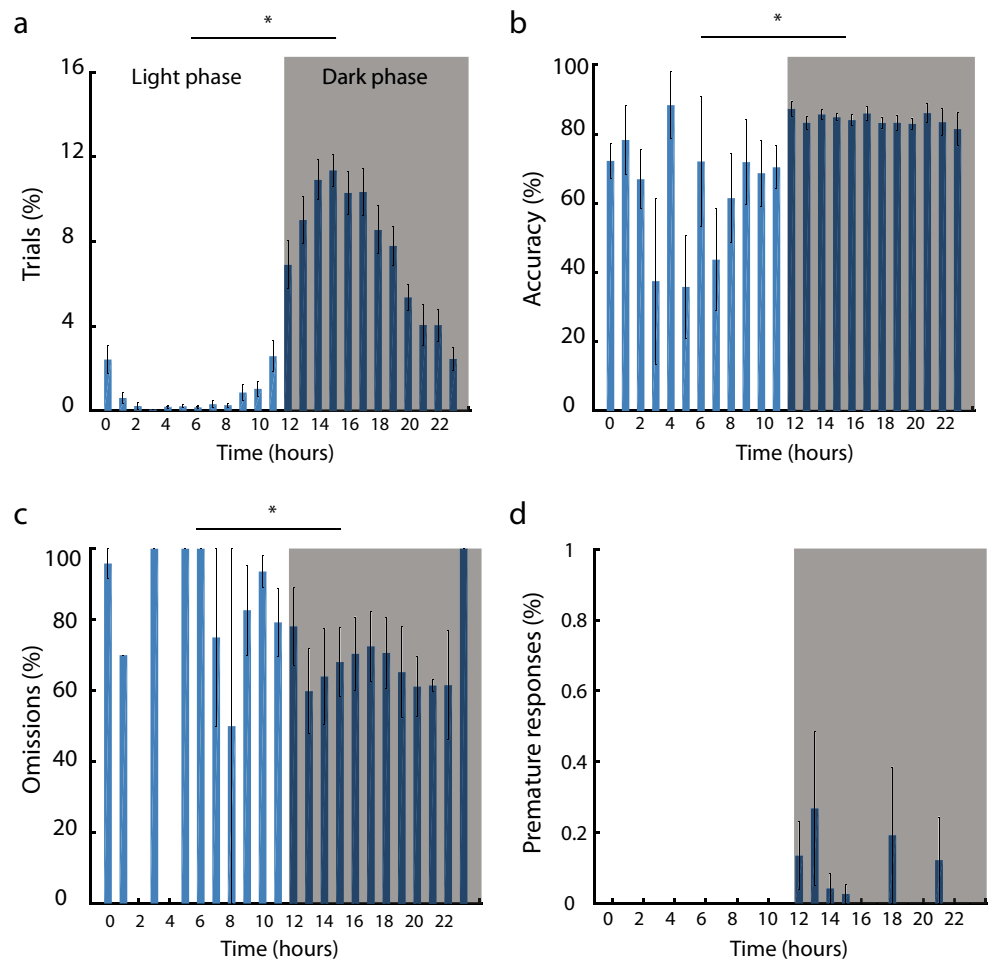 a
*
Light phase
Dark phase
Trials (%)
16
12
8
4
0
0 2 4 6 8 10 12 14 16 18 20 22
Time (hours)
b
*
Accuracy (%)
100
80
60
40
20
0
0 2 4 6 8 10 12 14 16 18 20 22
Time (hours)
c
*
Omissions (%)
100
80
60
40
20
0
0 2 4 6 8 10 12 14 16 18 20 22
Time (hours)
d
Premature responses (%)
1
0.8
0.6
0.4
0.2
0
0 2 4 6 8 10 12 14 16 18 20 22
Time (hours)